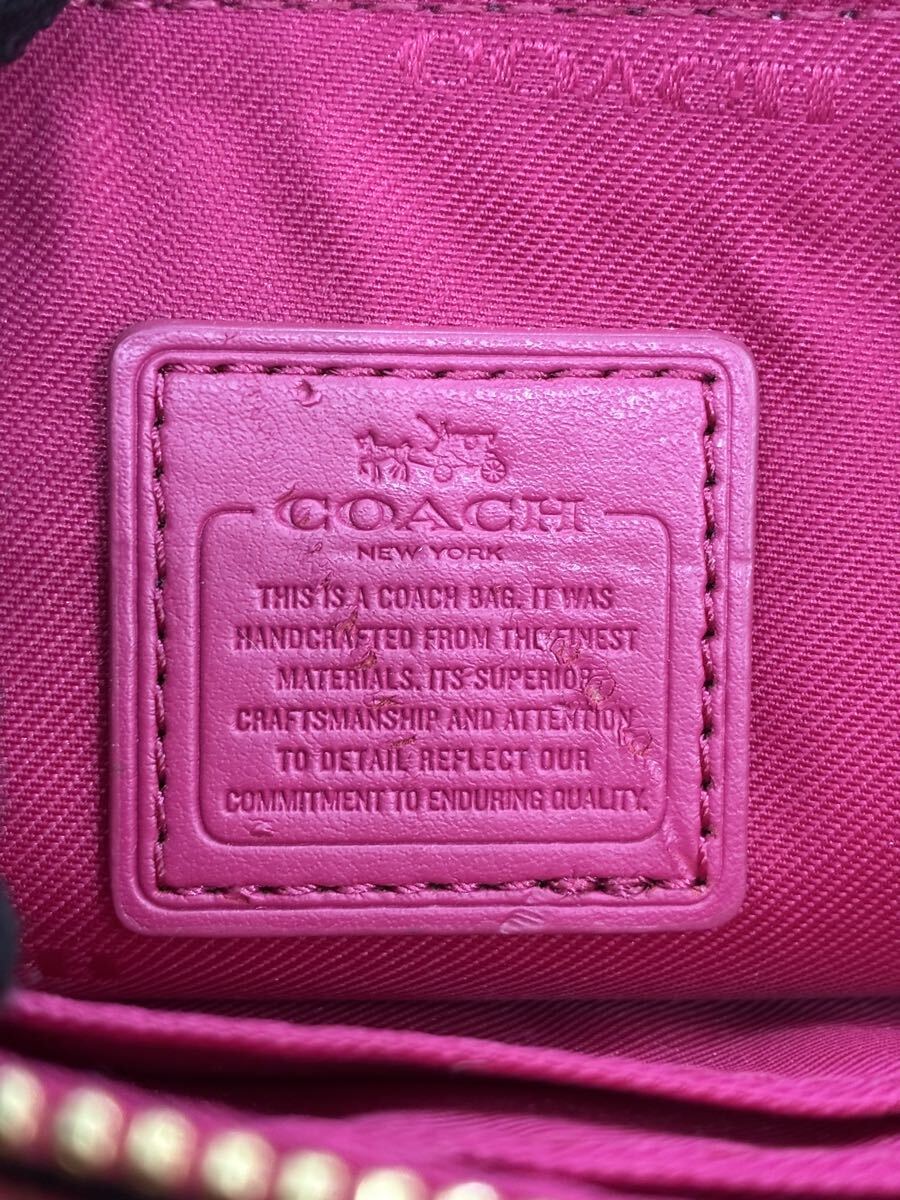 COACH
COACH
NEW YORK
THIS IS A COACH BAG. IT WAS
HANDCRAFTED FROM THE FINEST
MATERIALS. ITS SUPERIOR
CRAFTSMANSHIP AND ATTENTION
TO DETAIL REFLECT OUR
COMMITMENT TO ENDURING QUALITY.